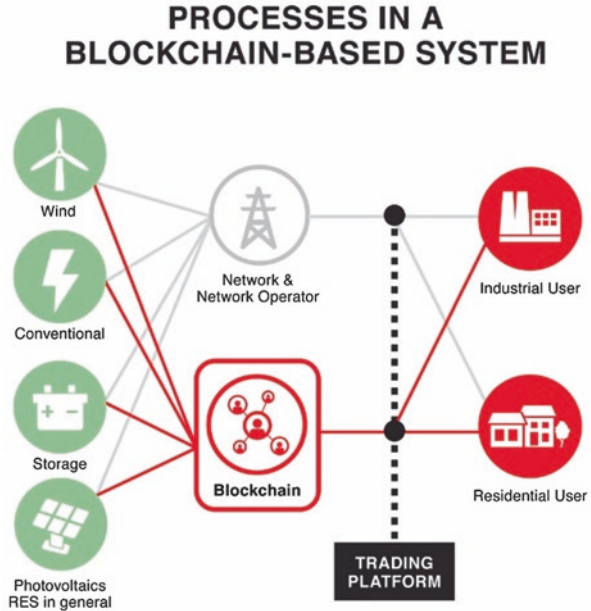 PROCESSES IN A
BLOCKCHAIN-BASED SYSTEM
Wind
Network &
Network Operator
Industrial User
Conventional
Storage
Blockchain
Residential User
TRADING
PLATFORM
Photovoltaics
RES in general